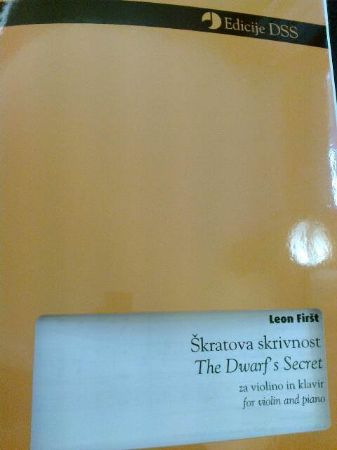 Edicije DSS
Leon Firšt
Škratova skrivnost
The Dwarf's Secret
za violino in klavir
for violin and piano